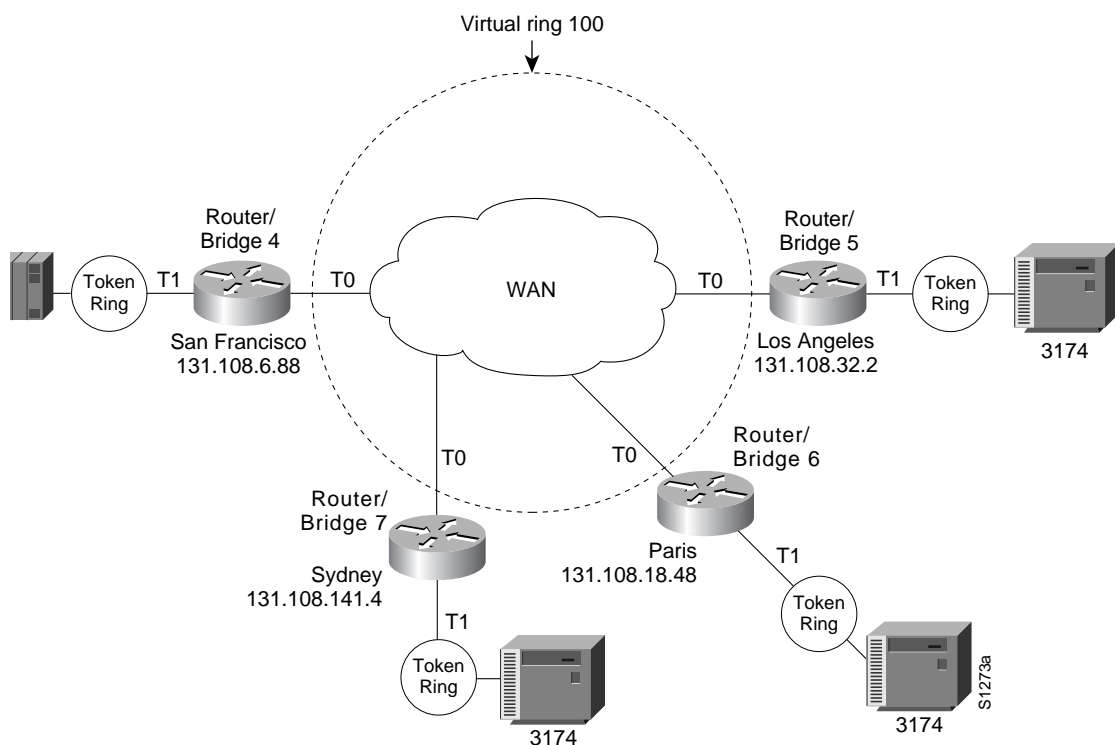 Virtual ring 100
Router/
Bridge 4
Router/
Bridge 5
Token
Ring
T1
T0
WAN
T0
T1
Token
Ring
San Francisco
131.108.6.88
Los Angeles
131.108.32.2
3174
T0
T0
Router/
Bridge 6
Router/
Bridge 7
Paris
131.108.18.48
T1
Sydney
131.108.141.4
T1
Token
Ring
Token
Ring
3174
3174
S1273a